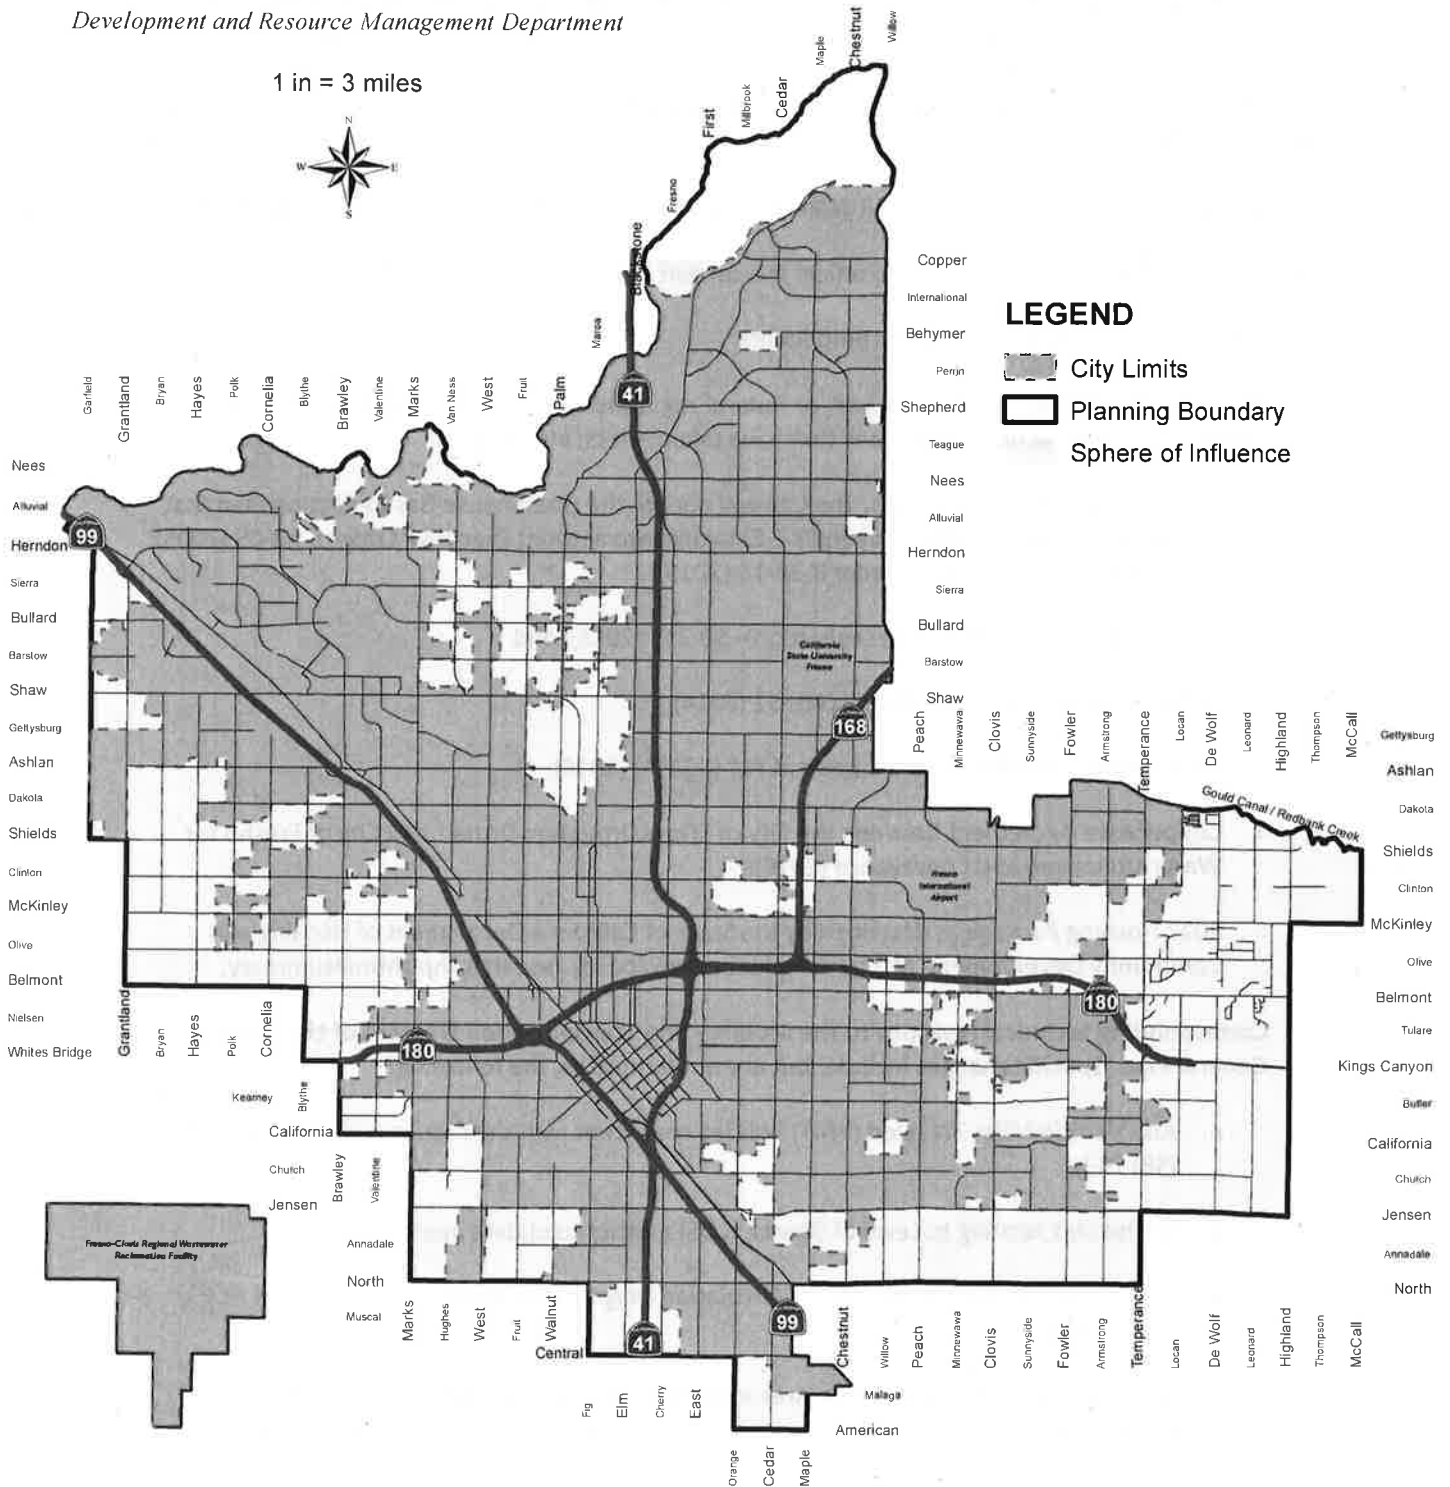 Development and Resource Management Department
1 in = 3 miles
N
W
E
S
Maple
Chestnut
Willow
Millbrook
Cedar
First
Fresno
Blackstone
Maroa
Copper
International
Behymer
Perrin
Shepherd
Teague
Nees
Alluvial
Herndon
Sierra
Bullard
Barstow
Shaw
LEGEND
City Limits
Planning Boundary
Sphere of Influence
Garfield
Grantland
Bryan
Hayes
Polk
Cornelia
Blythe
Brawley
Valentine
Marks
Van Ness
West
Fruit
Palm
41
Nees
Alluvial
Herndon
99
Sierra
Bullard
Barstow
Shaw
Gettysburg
Ashlan
Dakota
Shields
Clinton
McKinley
Olive
Belmont
Nielsen
Whites Bridge
California
State University
Fresno
168
Peach
Minnewawa
Clovis
Sunnyside
Fowler
Armstrong
Temperance
Locan
De Wolf
Leonard
Highland
Thompson
McCall
Gettysburg
Ashlan
Dakota
Gould Canal / Redbank Creek
Shields
Clinton
McKinley
Olive
Belmont
Tulare
Kings Canyon
Butler
California
Church
Jensen
Annadale
North
Fresno
International
Airport
180
180
Grantland
Bryan
Hayes
Polk
Cornelia
Kearney
Blythe
California
Church
Brawley
Valentine
Jensen
Annadale
North
Muscat
Fresno-Clovis Regional Wastewater
Reclamation Facility
Marks
Hughes
West
Fruit
Walnut
Central
41
99
Chestnut
Willow
Peach
Minnewawa
Clovis
Sunnyside
Fowler
Armstrong
Temperance
Locan
De Wolf
Leonard
Highland
Thompson
McCall
Fig
Elm
Cherry
East
Malaga
American
Orange
Cedar
Maple